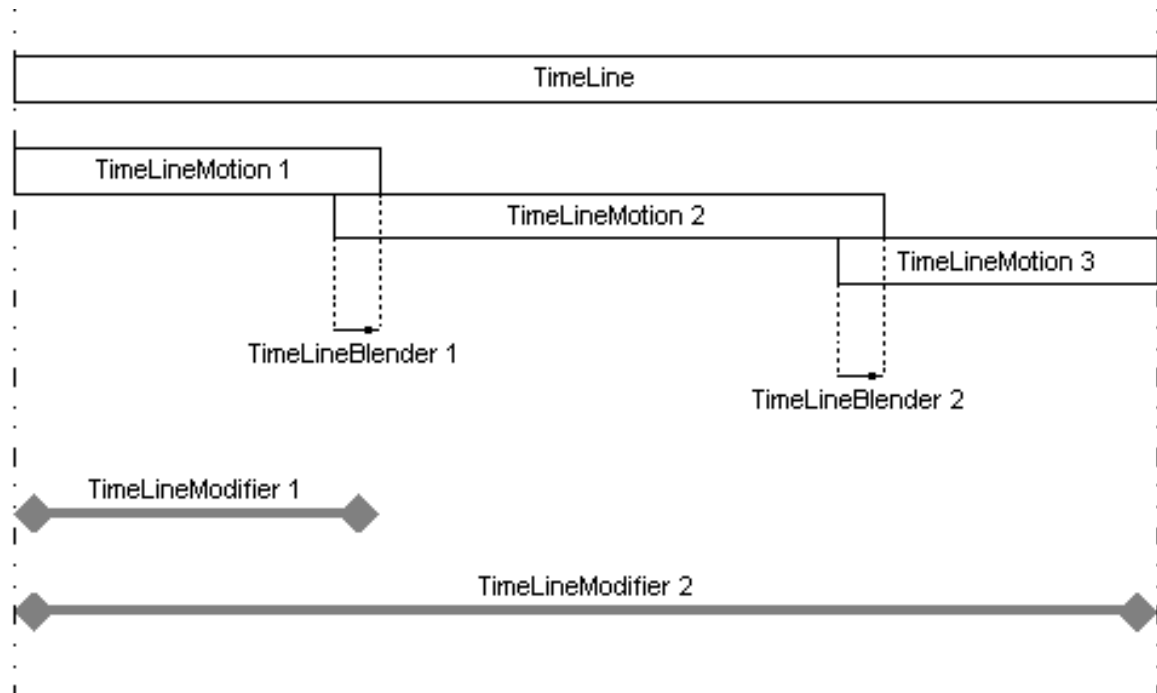 TimeLine
TimeLineMotion 1
TimeLineMotion 2
TimeLineMotion 3
TimeLineBlender 1
TimeLineBlender 2
TimeLineModifier 1
TimeLineModifier 2